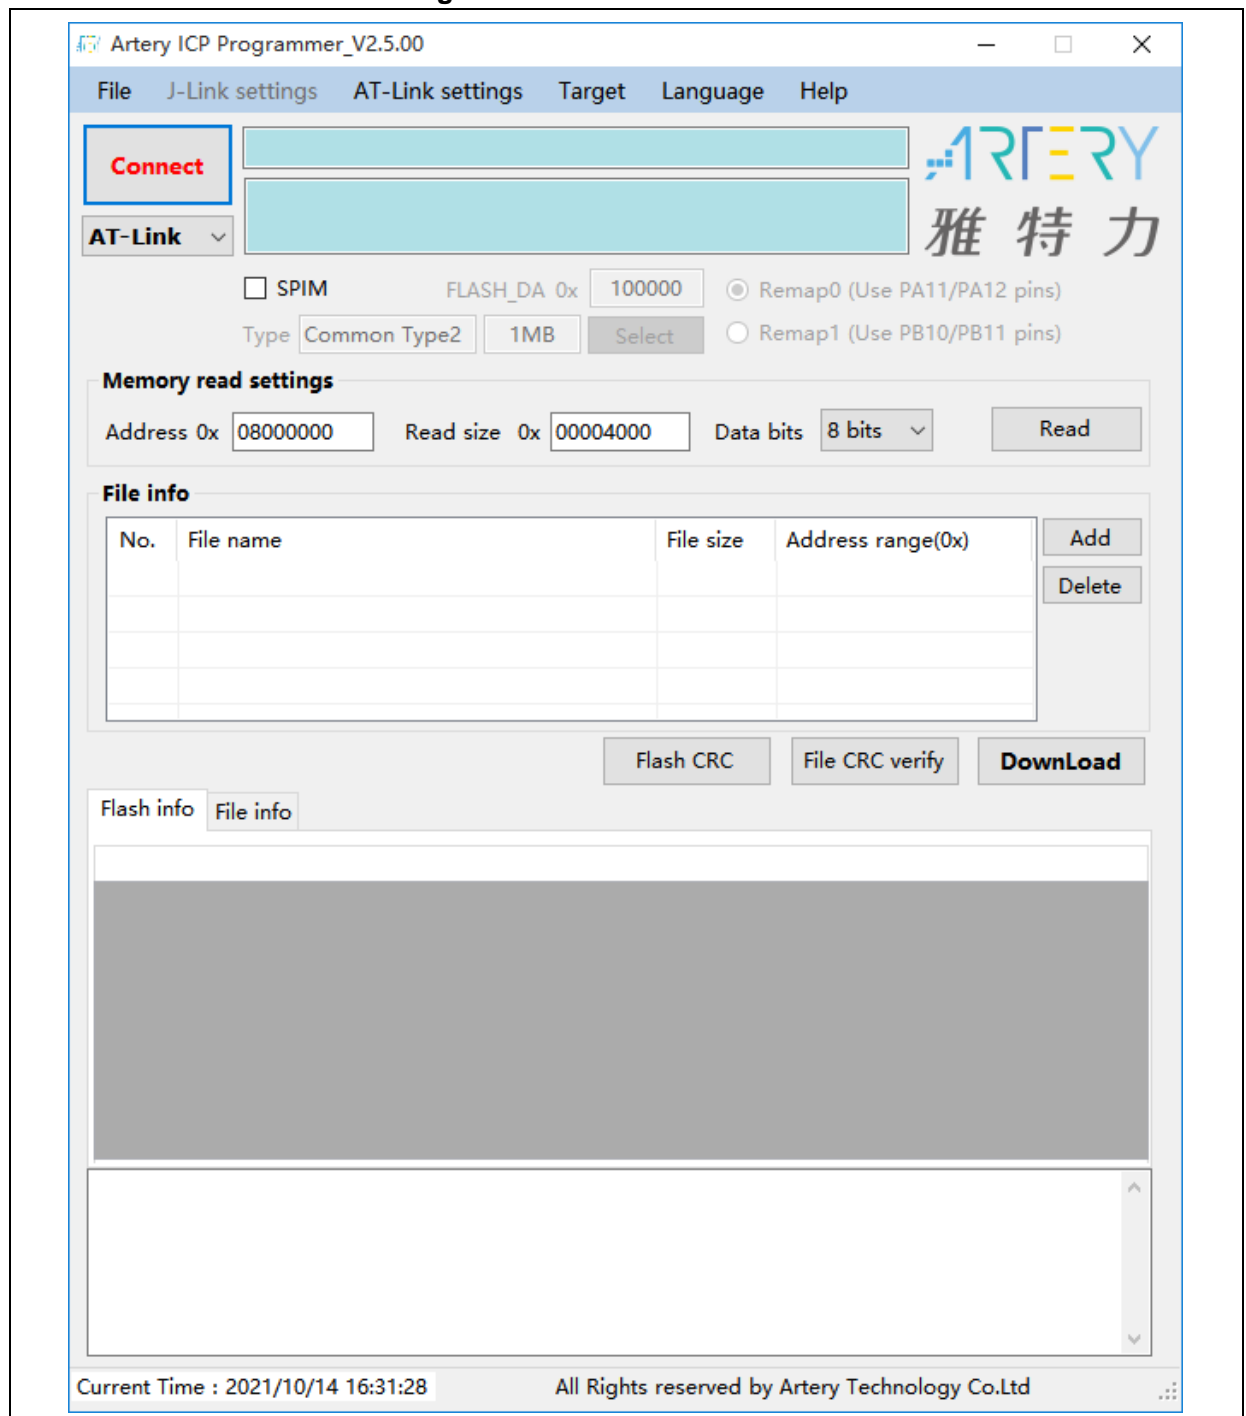 Artery ICP Programmer_V2.5.00
File J-Link settings AT-Link settings Target Language Help
Connect
ARTERY
AT-Link
雅特力
SPIM FLASH_DA 0x 100000 Remap0 (Use PA11/PA12 pins)
Type Common Type2 1MB Select Remap1 (Use PB10/PB11 pins)
Memory read settings
Address 0x 08000000 Read size 0x 00004000 Data bits 8 bits Read
File info
No. File name File size Address range(0x) Add
Delete
Flash CRC File CRC verify DownLoad
Flash info File info
Current Time : 2021/10/14 16:31:28 All Rights reserved by Artery Technology Co.Ltd